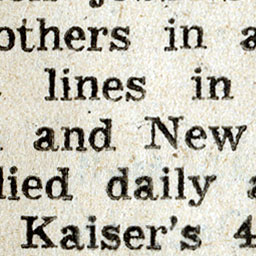 others in a
lines in
and New
lied daily a
Kaiser's 4